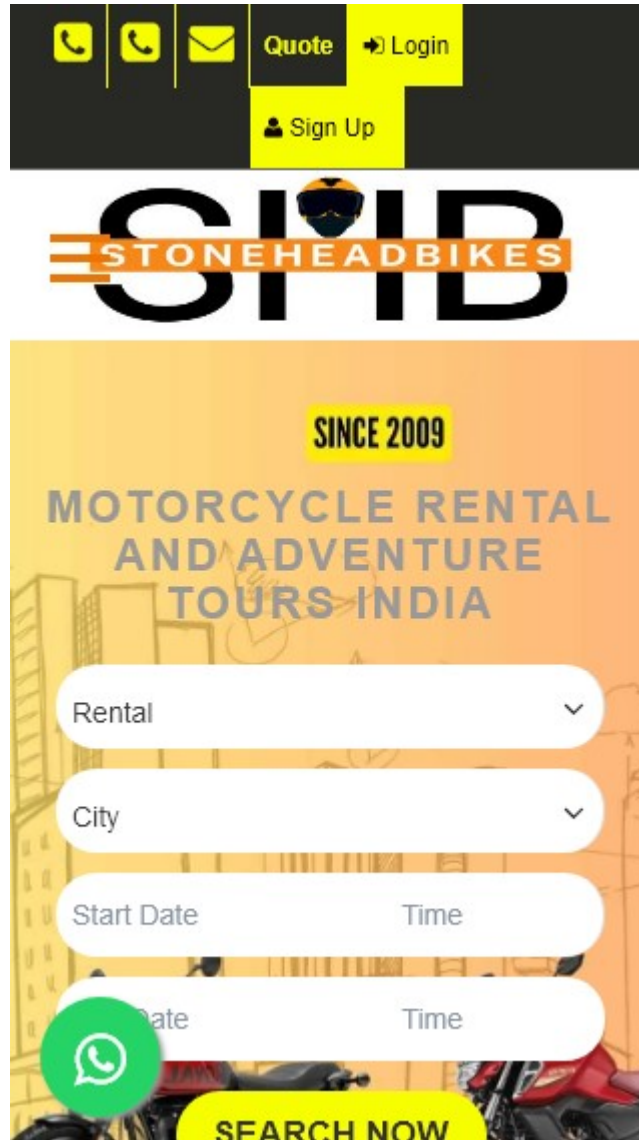 Quote
Login
Sign Up
SHB
STONEHEADBIKES
SINCE 2009
MOTORCYCLE RENTAL
AND ADVENTURE
TOURS INDIA
Rental
City
Start Date Time
Date Time
SEARCH NOW